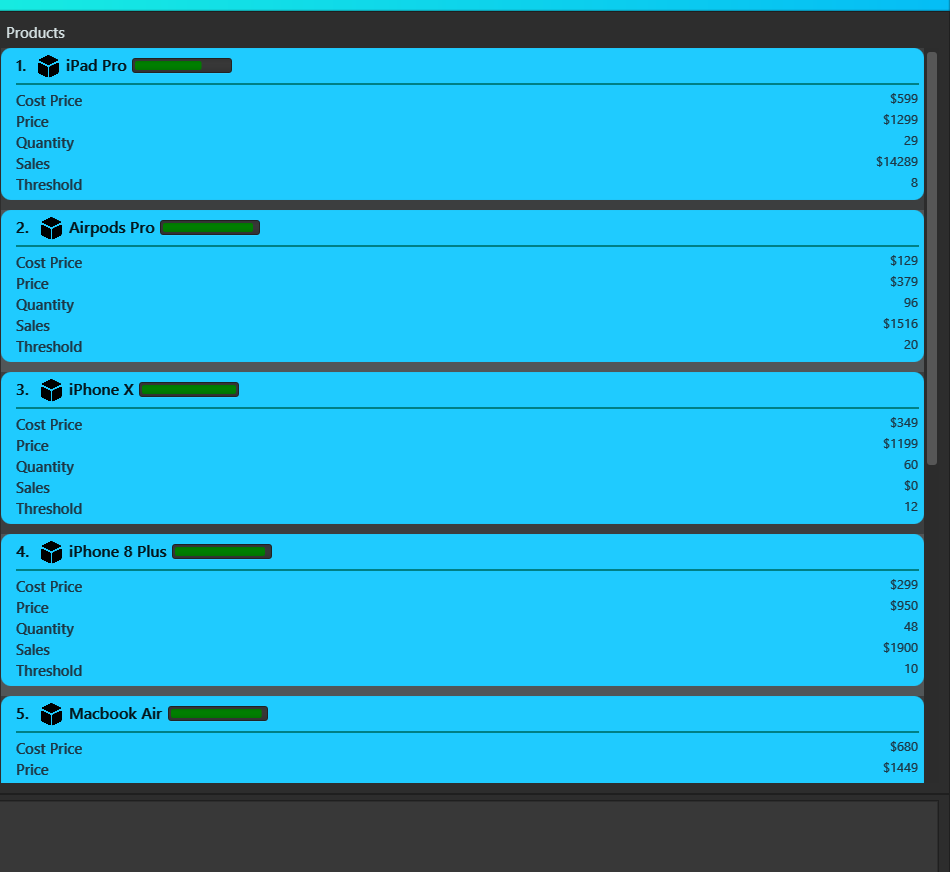 Products
1. iPad Pro
Cost Price $599
Price $1299
Quantity 29
Sales $14289
Threshold 8
2. Airpods Pro
Cost Price $129
Price $379
Quantity 96
Sales $1516
Threshold 20
3. iPhone X
Cost Price $349
Price $1199
Quantity 60
Sales $0
Threshold 12
4. iPhone 8 Plus
Cost Price $299
Price $950
Quantity 48
Sales $1900
Threshold 10
5. Macbook Air
Cost Price $680
Price $1449